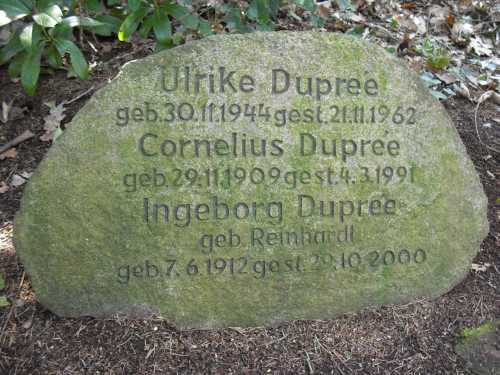 Ulrike Dupree
geb.30.11.1944 gest.21.11.1962
Cornelius Dupree
geb.29.11.1909 gest.4.3.1991
Ingeborg Dupree
geb. Reinhardt
geb.7.6.1912 gest.29.10.2000